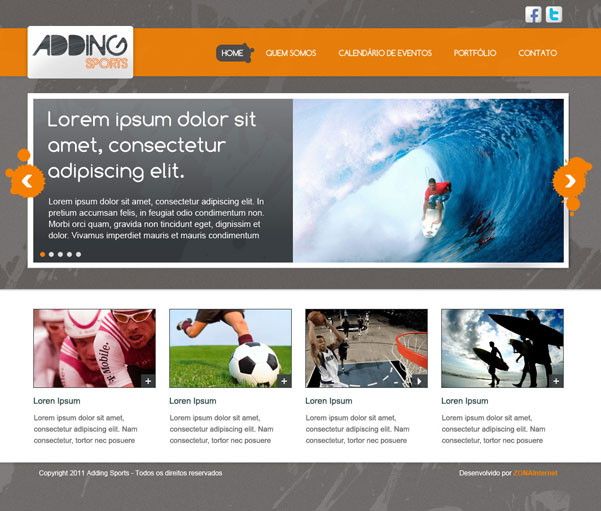 f t
ADDING
SPORTS
HOME QUEM SOMOS CALENDÁRIO DE EVENTOS PORTFÓLIO CONTATO
Lorem ipsum dolor sit
amet, consectetur
adipiscing elit.
Lorem ipsum dolor sit amet, consectetur adipiscing elit. In
pretium accumsan felis, in feugiat odio condimentum non.
Morbi orci quam, gravida non tincidunt eget, dignissim et
dolor. Vivamus imperdiet mauris et mauris condimentum
T·Mobile
Loren Ipsum
Lorem ipsum dolor sit amet,
consectetur adipiscing elit. Nam
consectetur, tortor nec posuere
Loren Ipsum
Lorem ipsum dolor sit amet,
consectetur adipiscing elit. Nam
consectetur, tortor nec posuere
Loren Ipsum
Lorem ipsum dolor sit amet,
consectetur adipiscing elit. Nam
consectetur, tortor nec posuere
Loren Ipsum
Lorem ipsum dolor sit amet,
consectetur adipiscing elit. Nam
consectetur, tortor nec posuere
Copyright 2011 Adding Sports - Todos os direitos reservados
Desenvolvido por ZONAInternet